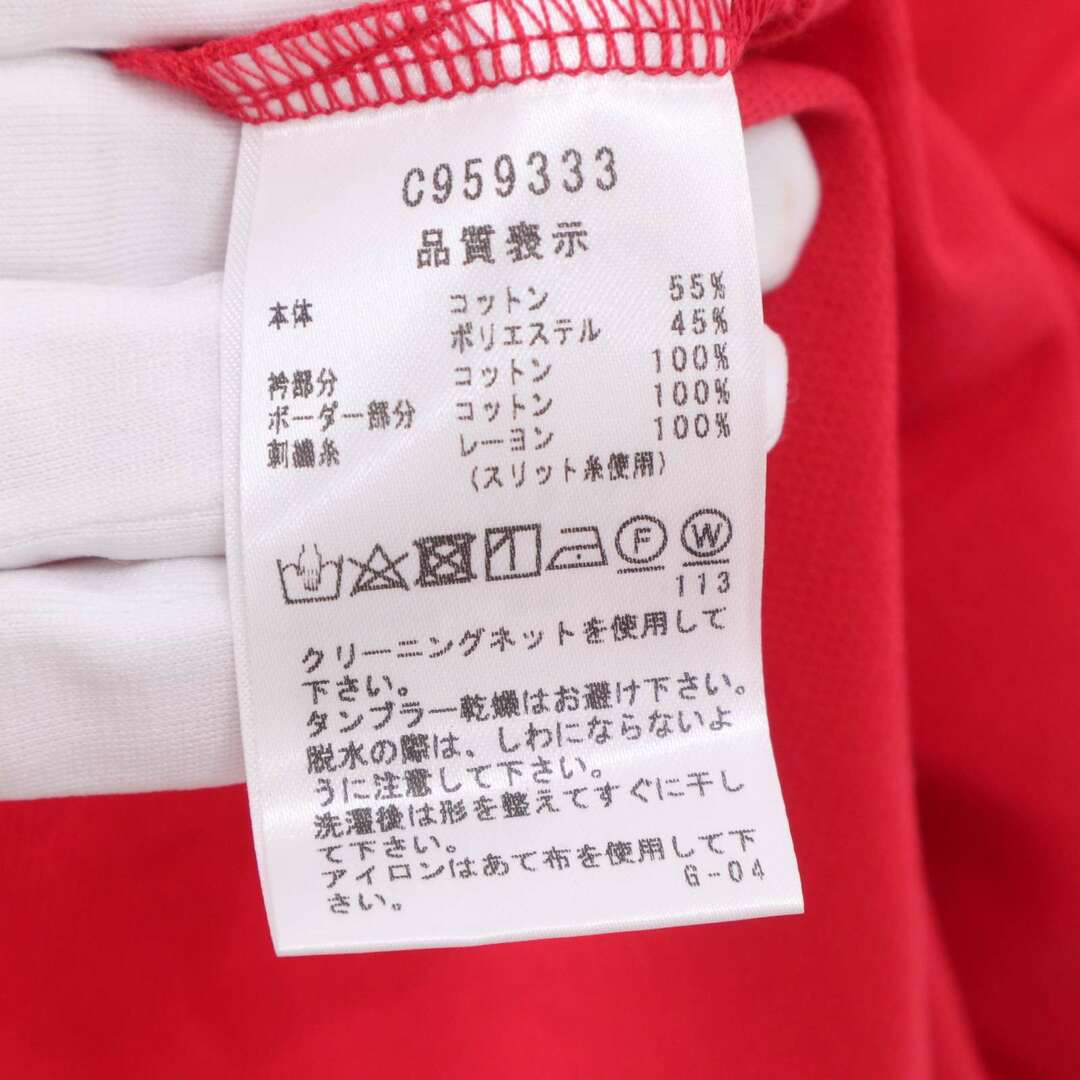 C959333
品質表示
本体 コットン 55%
ポリエステル 45%
衿部分 コットン 100%
ボーダー部分 コットン 100%
刺繍糸 レーヨン 100%
(スリット糸使用)
F W
113
クリーニングネットを使用して
下さい。
タンブラー乾燥はお避け下さい。
脱水の際は、しわにならないよ
うに注意して下さい。
洗濯後は形を整えてすぐに干し
て下さい。
アイロンはあて布を使用して下
さい。
G-04